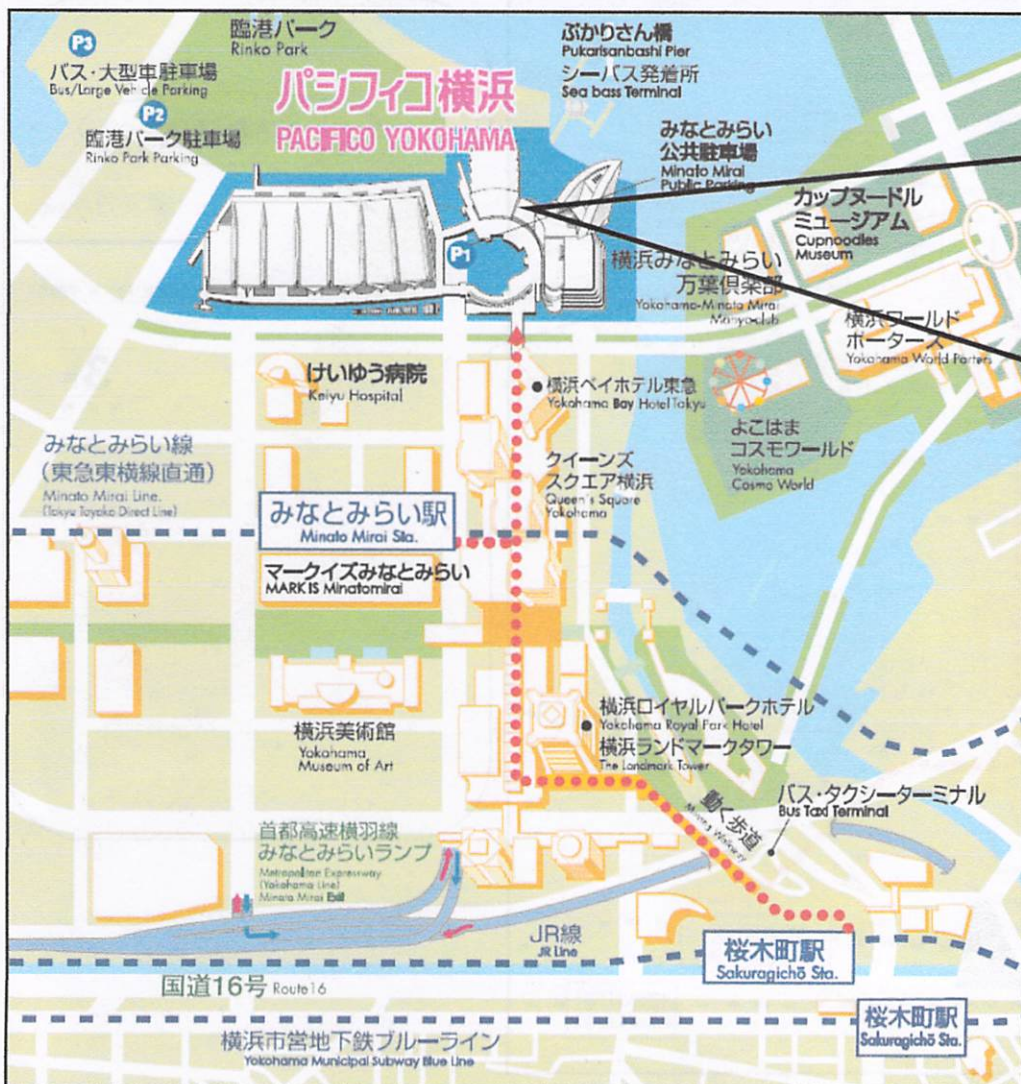 P3
バス・大型車駐車場
Bus/Large Vehicle Parking
P2
臨港パーク駐車場
Rinko Park Parking
臨港パーク
Rinko Park
パシフィコ横浜
PACIFICO YOKOHAMA
ぷかりさん橋
Pukarisanbashi Pier
シーバス発着所
Sea bass Terminal
みなとみらい
公共駐車場
Minato Mirai
Public Parking
カップヌードル
ミュージアム
Cupnoodles
Museum
P1
横浜みなとみらい
万葉倶楽部
Yokohama-Minato Mirai
Manyo-club
横浜ワールド
ポーターズ
Yokohama World Porters
けいゆう病院
Keiyu Hospital
横浜ベイホテル東急
Yokohama Bay Hotel Tokyu
よこはま
コスモワールド
Yokohama
Cosmo World
みなとみらい線
(東急東横線直通)
Minato Mirai Line.
(Tokyu Toyoko Direct Line)
クイーンズ
スクエア横浜
Queen's Square
Yokohama
みなとみらい駅
Minato Mirai Sta.
マークイズみなとみらい
MARK IS Minatomirai
横浜美術館
Yokohama
Museum of Art
横浜ロイヤルパークホテル
Yokohama Royal Park Hotel
横浜ランドマークタワー
The Landmark Tower
動く歩道
Moving Walkway
バス・タクシーターミナル
Bus Taxi Terminal
首都高速横羽線
みなとみらいランプ
Metropolitan Expressway
(Yokohama Line)
Minato Mirai Exit
JR線
JR Line
桜木町駅
Sakuragichō Sta.
国道16号 Route16
桜木町駅
Sakuragichō Sta.
横浜市営地下鉄ブルーライン
Yokohama Municipal Subway Blue Line